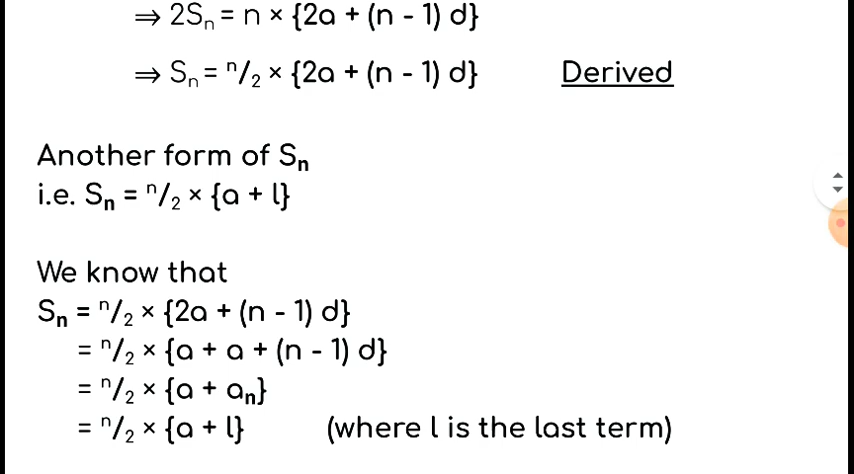 ⇒ 2Sₙ = n × {2a + (n - 1) d}
⇒ Sₙ = ⁿ/₂ × {2a + (n - 1) d} Derived
Another form of Sₙ
i.e. Sₙ = ⁿ/₂ × {a + l}
We know that
Sₙ = ⁿ/₂ × {2a + (n - 1) d}
= ⁿ/₂ × {a + a + (n - 1) d}
= ⁿ/₂ × {a + aₙ}
= ⁿ/₂ × {a + l} (where l is the last term)